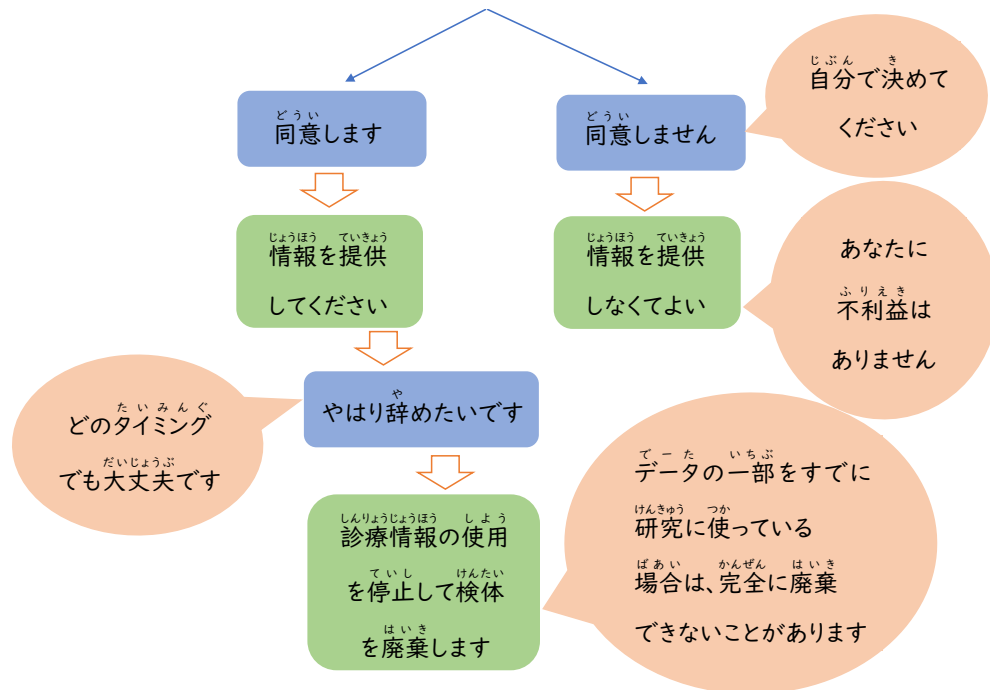 同意します
同意しません
自分で決めて
ください
情報を提供
してください
情報を提供
しなくてよい
あなたに
不利益は
ありません
やはり辞めたいです
どのタイミング
でも大丈夫です
診療情報の使用
を停止して検体
を廃棄します
データの一部をすでに
研究に使っている
場合は、完全に廃棄
できないことがあります